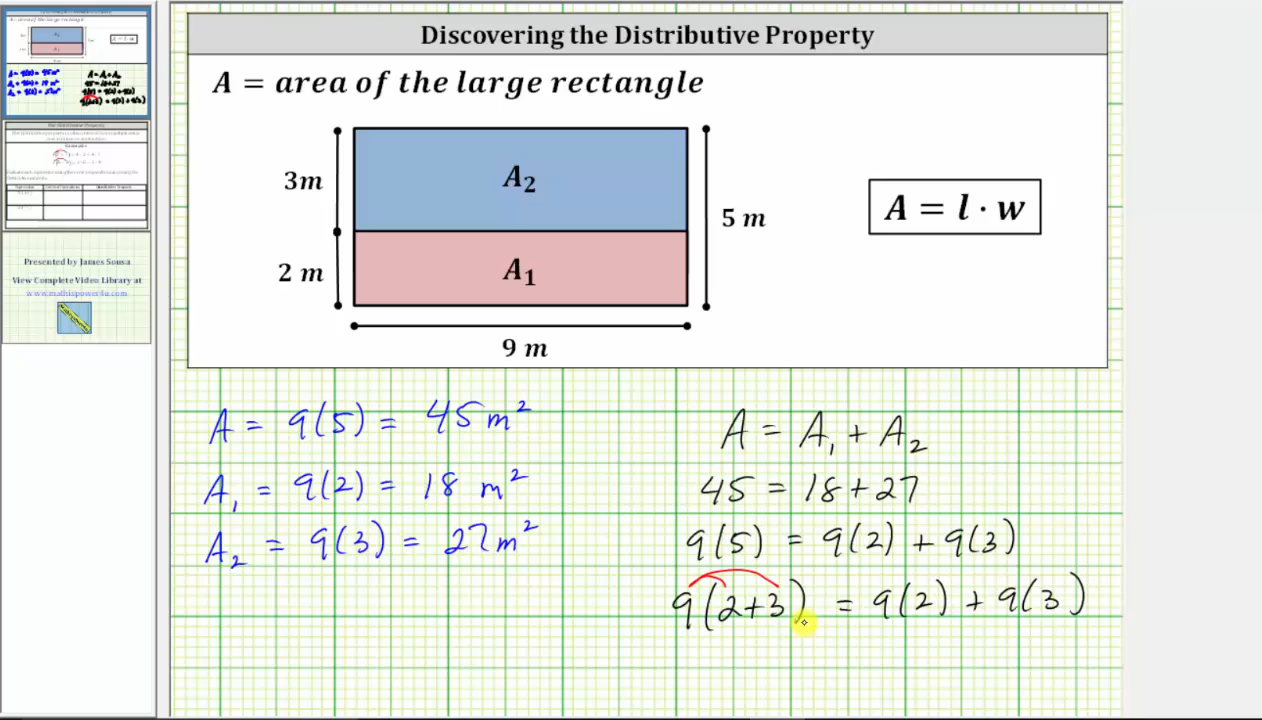 Discovering the Distributive Property
A = area of the large rectangle
3m
A₂
5 m
A = l · w
2 m
A₁
9 m
A = 9(5) = 45 m²
A₁ = 9(2) = 18 m²
A₂ = 9(3) = 27 m²
A = A₁ + A₂
45 = 18 + 27
9(5) = 9(2) + 9(3)
9(2+3) = 9(2) + 9(3)
Presented by James Sousa
View Complete Video Library at
www.mathispower4u.com